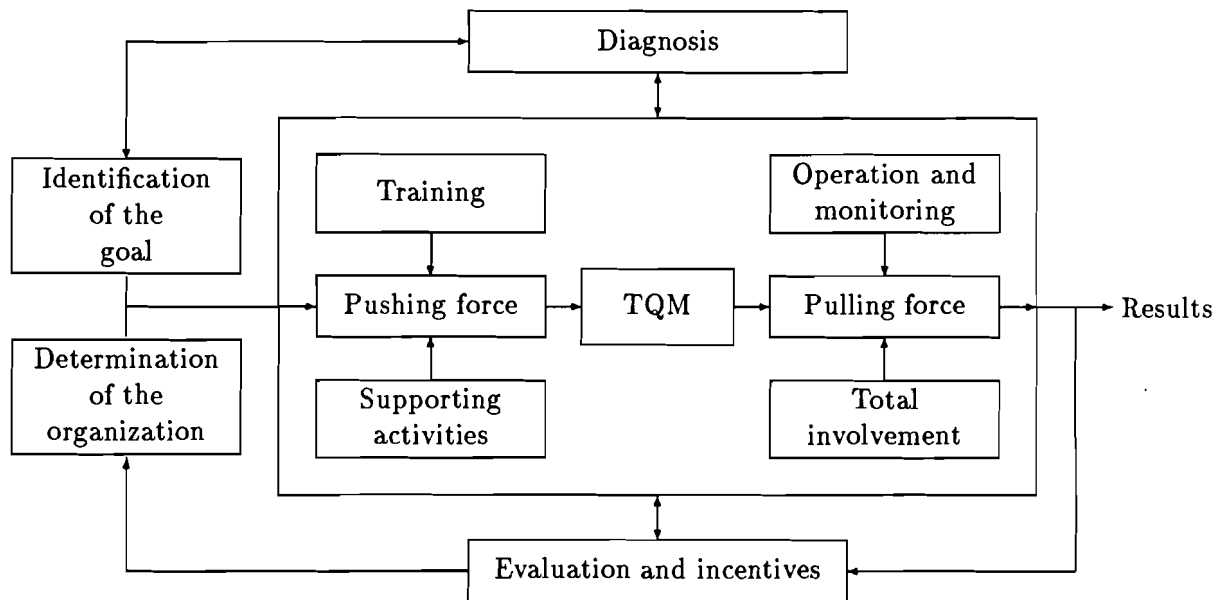 Diagnosis
Identification
of the
goal
Training
Operation and
monitoring
Pushing force
TQM
Pulling force
Results
Determination
of the
organization
Supporting
activities
Total
involvement
Evaluation and incentives